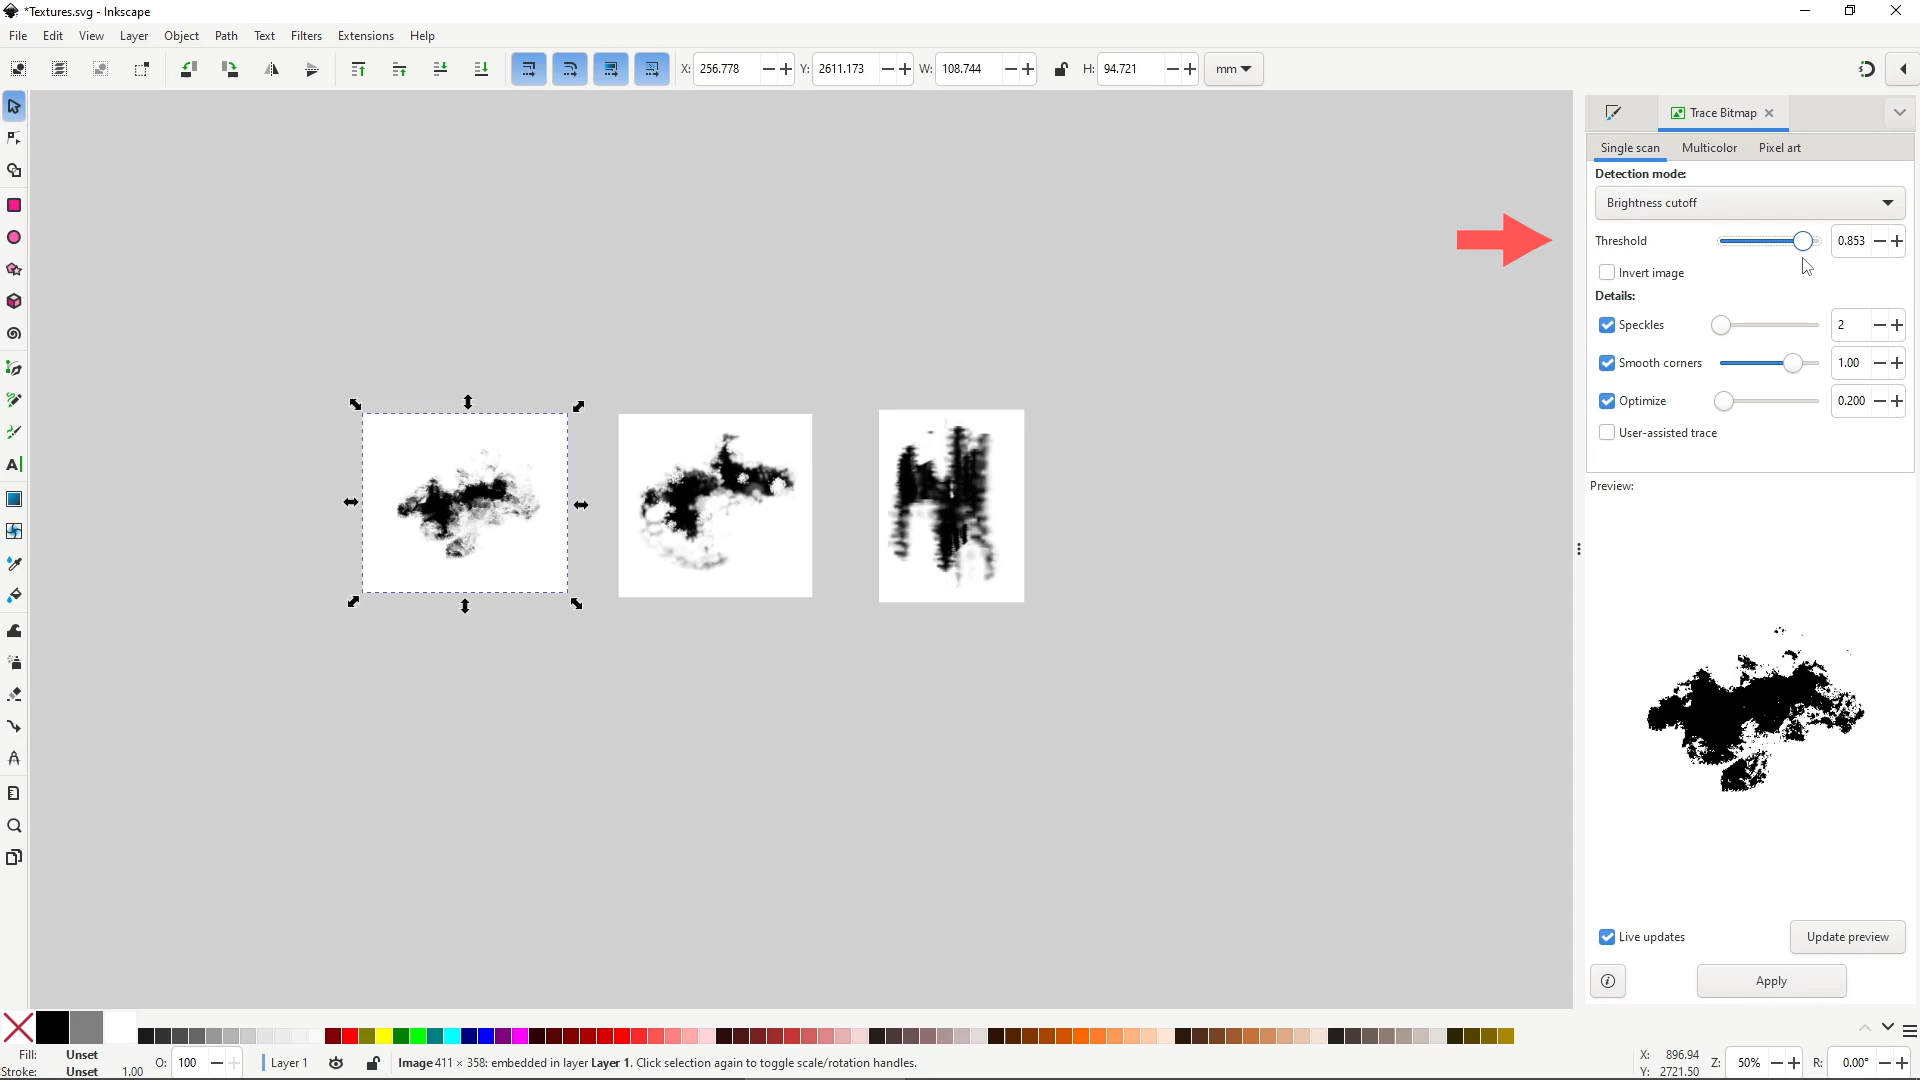 *Textures.svg - Inkscape
File Edit View Layer Object Path Text Filters Extensions Help
X: 256.778 Y: 2611.173 W: 108.744 H: 94.721 mm
Trace Bitmap
Single scan Multicolor Pixel art
Detection mode:
Brightness cutoff
Threshold 0.853
Invert image
Details:
Speckles 2
Smooth corners 1.00
Optimize 0.200
User-assisted trace
Preview:
Live updates Update preview
Apply
Fill: Unset O: 100 Layer 1 Image 411 × 358: embedded in layer Layer 1. Click selection again to toggle scale/rotation handles. X: 896.94 Z: 50% R: 0.00°
Stroke: Unset 1.00 Y: 2721.50